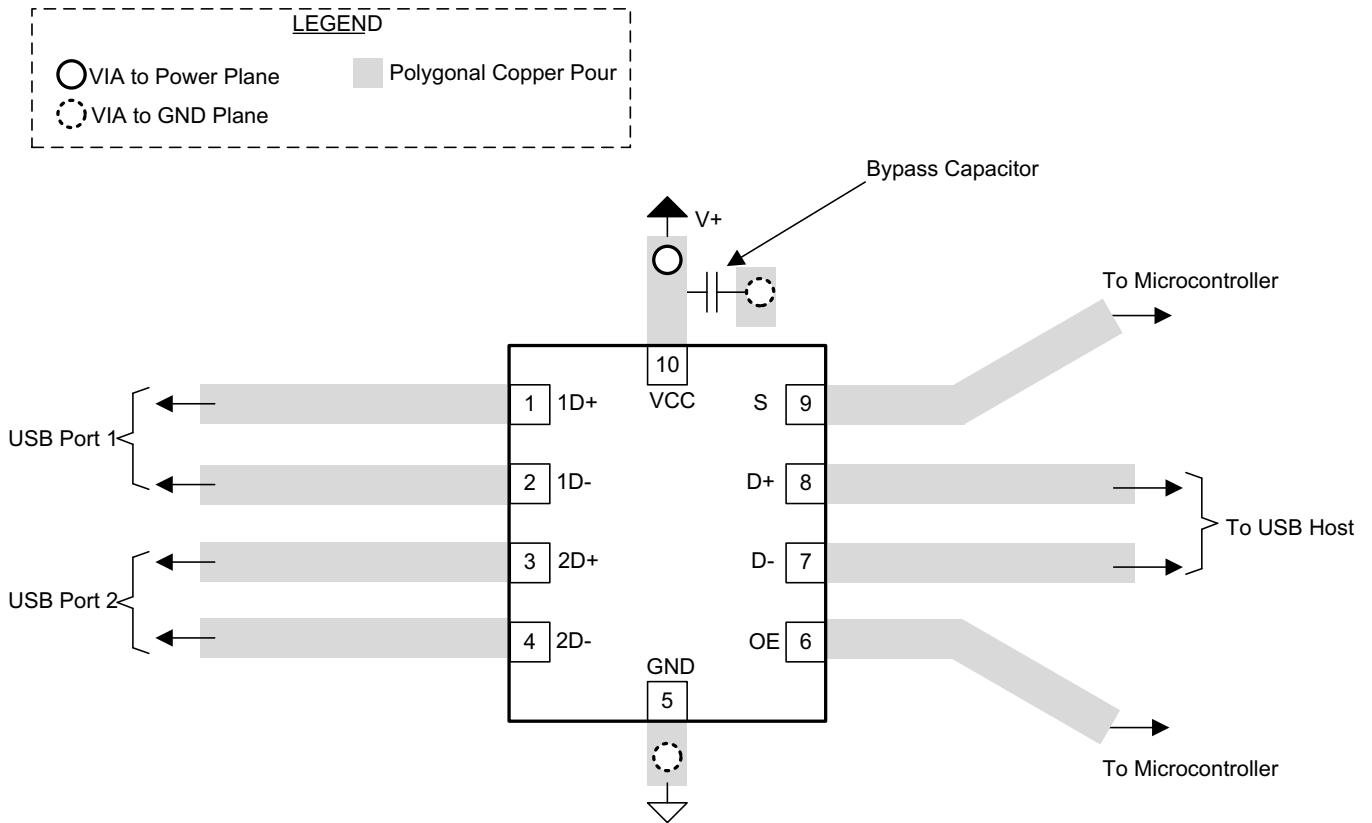 LEGEND
VIA to Power Plane
Polygonal Copper Pour
VIA to GND Plane
Bypass Capacitor
V+
To Microcontroller
10
VCC
1 1D+
S 9
USB Port 1
2 1D-
D+ 8
To USB Host
3 2D+
D- 7
USB Port 2
4 2D-
OE 6
GND
5
To Microcontroller